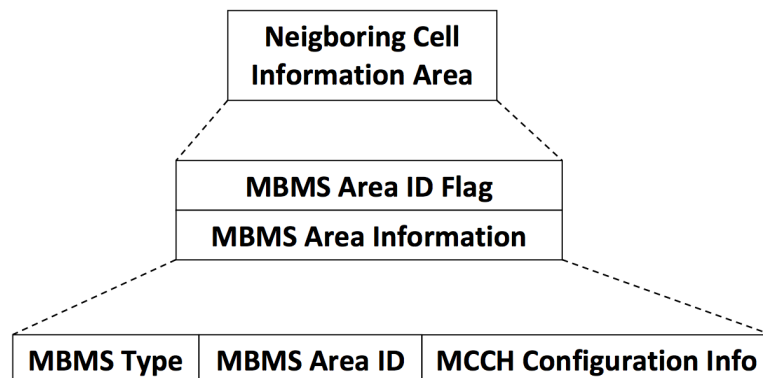 Neigboring Cell
Information Area
MBMS Area ID Flag
MBMS Area Information
MBMS Type MBMS Area ID MCCH Configuration Info